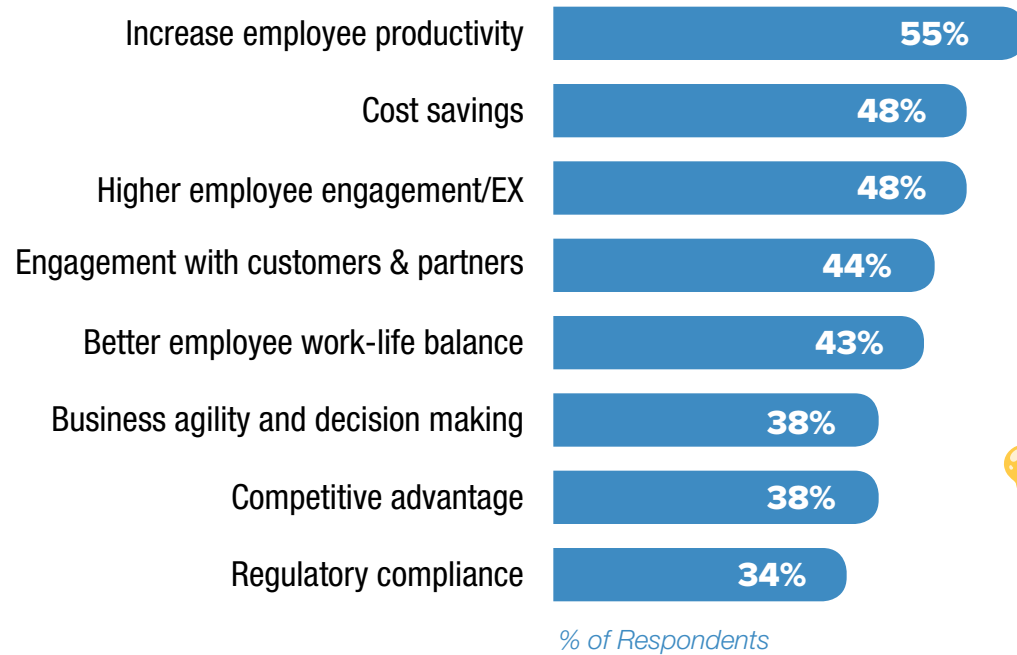 Increase employee productivity 55%
Cost savings 48%
Higher employee engagement/EX 48%
Engagement with customers & partners 44%
Better employee work-life balance 43%
Business agility and decision making 38%
Competitive advantage 38%
Regulatory compliance 34%
% of Respondents